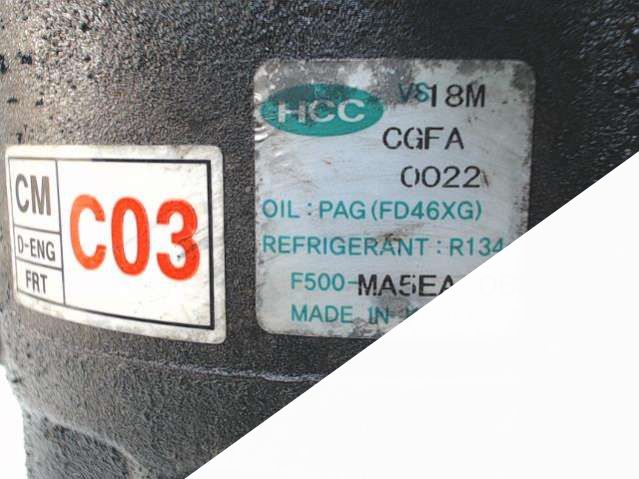 CM
D-ENG
FRT
C03
HCC VS18M
CGFA
0022
OIL : PAG (FD46XG)
REFRIGERANT : R134
F500-MA5EA
MADE IN